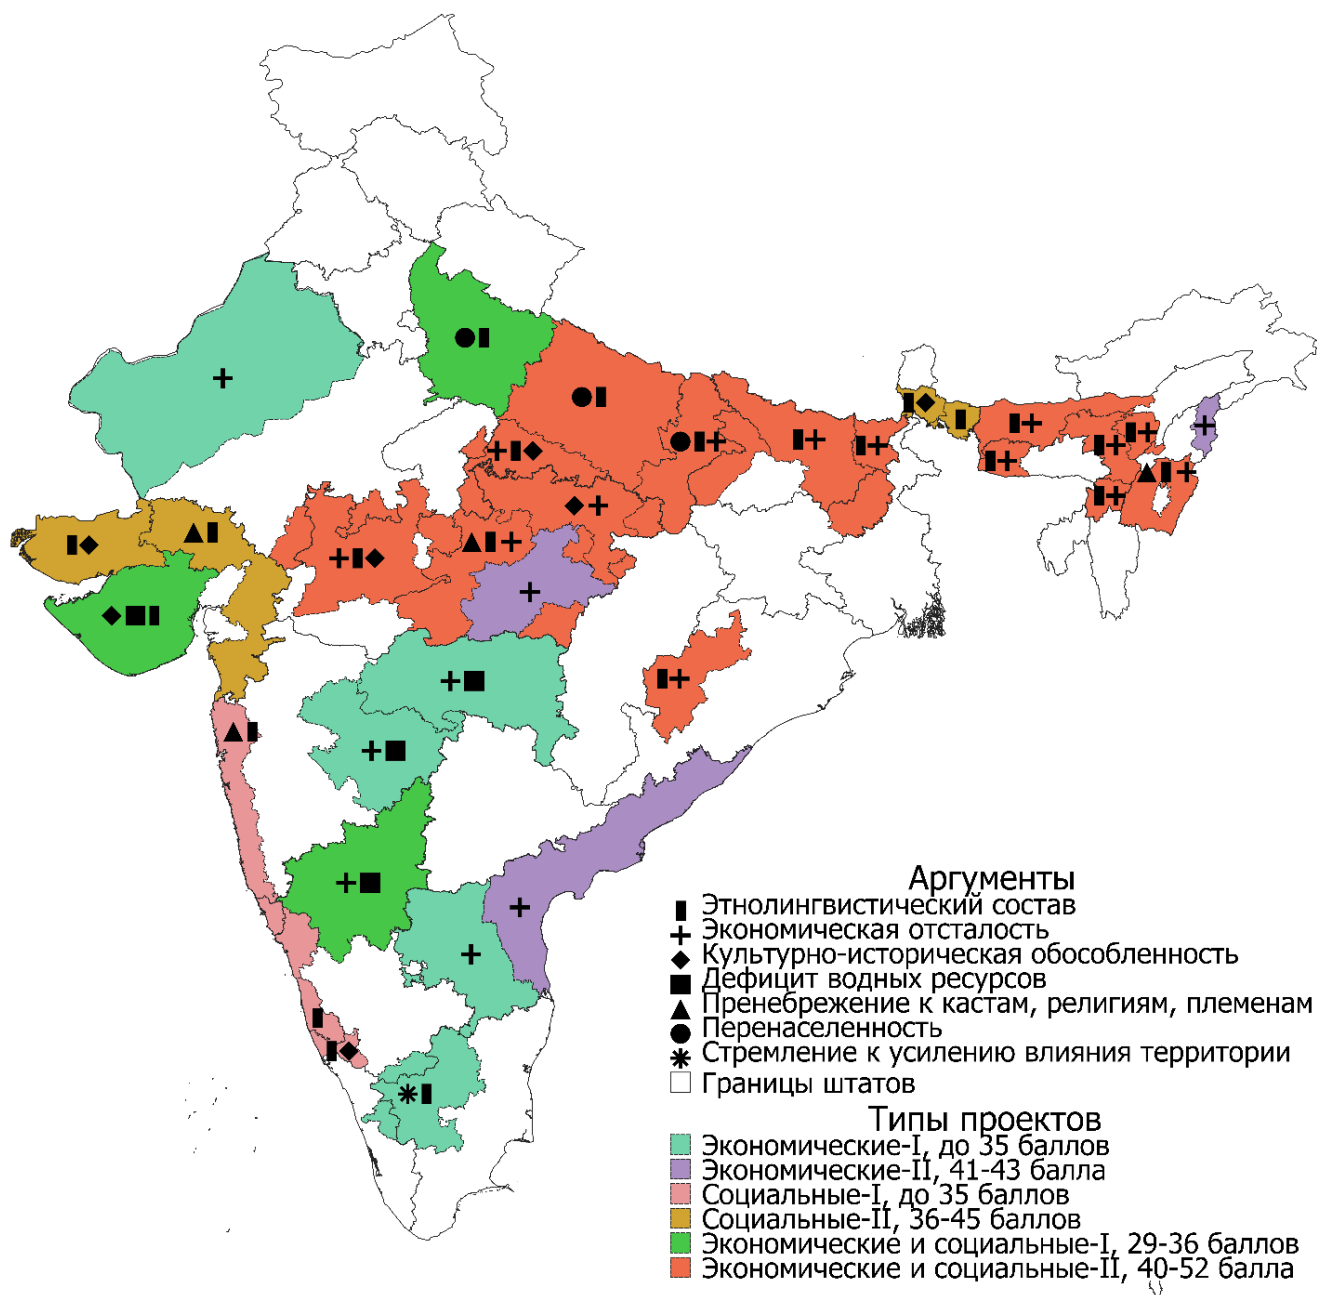 Аргументы
Этнолингвистический состав
Экономическая отсталость
Культурно-историческая обособленность
Дефицит водных ресурсов
Пренебрежение к кастам, религиям, племенам
Перенаселенность
Стремление к усилению влияния территории
Границы штатов
Типы проектов
Экономические-I, до 35 баллов
Экономические-II, 41-43 балла
Социальные-I, до 35 баллов
Социальные-II, 36-45 баллов
Экономические и социальные-I, 29-36 баллов
Экономические и социальные-II, 40-52 балла